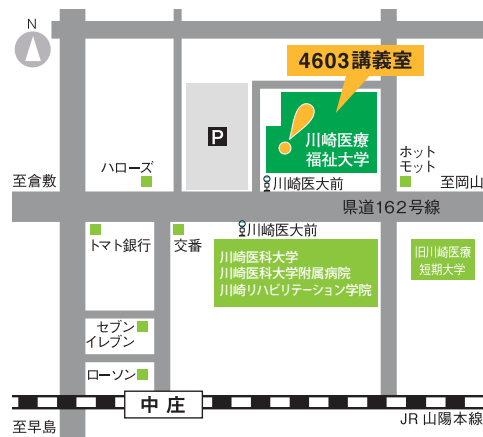 N
4603講義室
P
川崎医療
福祉大学
ホット
モット
ハローズ
至倉敷
川崎医大前
至岡山
県道162号線
トマト銀行
交番
川崎医大前
川崎医科大学
川崎医科大学附属病院
川崎リハビリテーション学院
旧川崎医療
短期大学
セブン
イレブン
ローソン
中庄
至早島
JR山陽本線